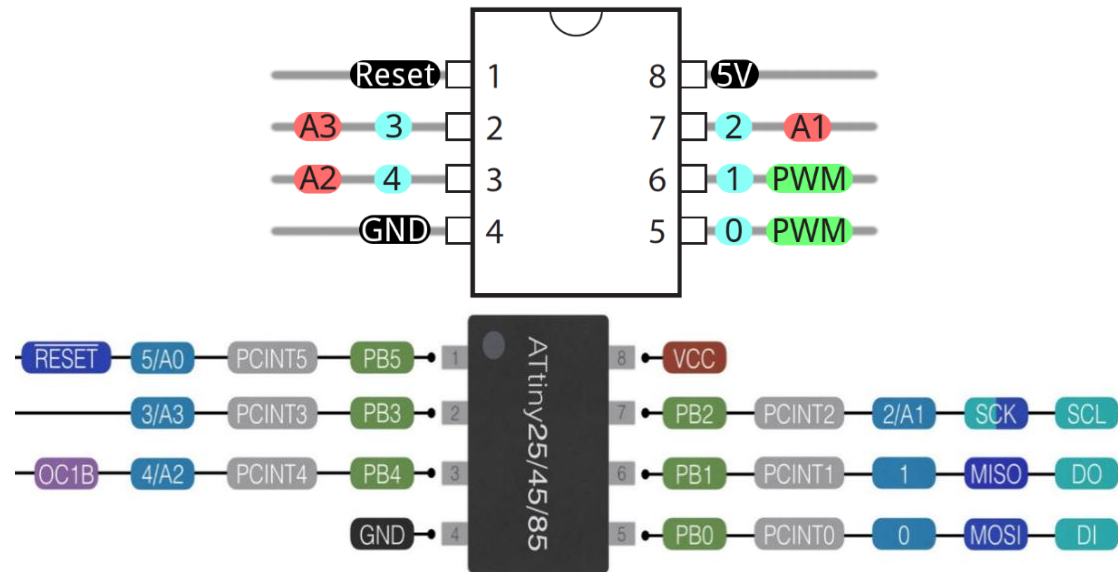 Reset 1 8 5V
A3 3 2 7 2 A1
A2 4 3 6 1 PWM
GND 4 5 0 PWM
RESET 5/A0 PCINT5 PB5 1 8 VCC
3/A3 PCINT3 PB3 2 7 PB2 PCINT2 2/A1 SCK SCL
OC1B 4/A2 PCINT4 PB4 3 6 PB1 PCINT1 1 MISO DO
GND 4 5 PB0 PCINT0 0 MOSI DI
ATtiny25/45/85